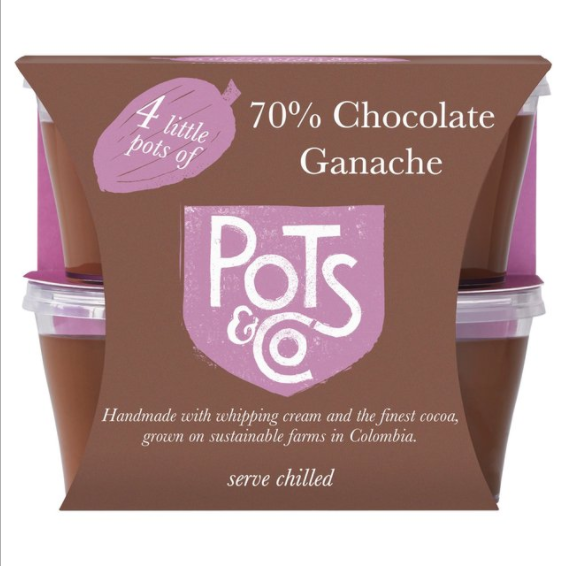 4 little
pots of
70% Chocolate
Ganache
POTS
& Co
Handmade with whipping cream and the finest cocoa,
grown on sustainable farms in Colombia.
serve chilled